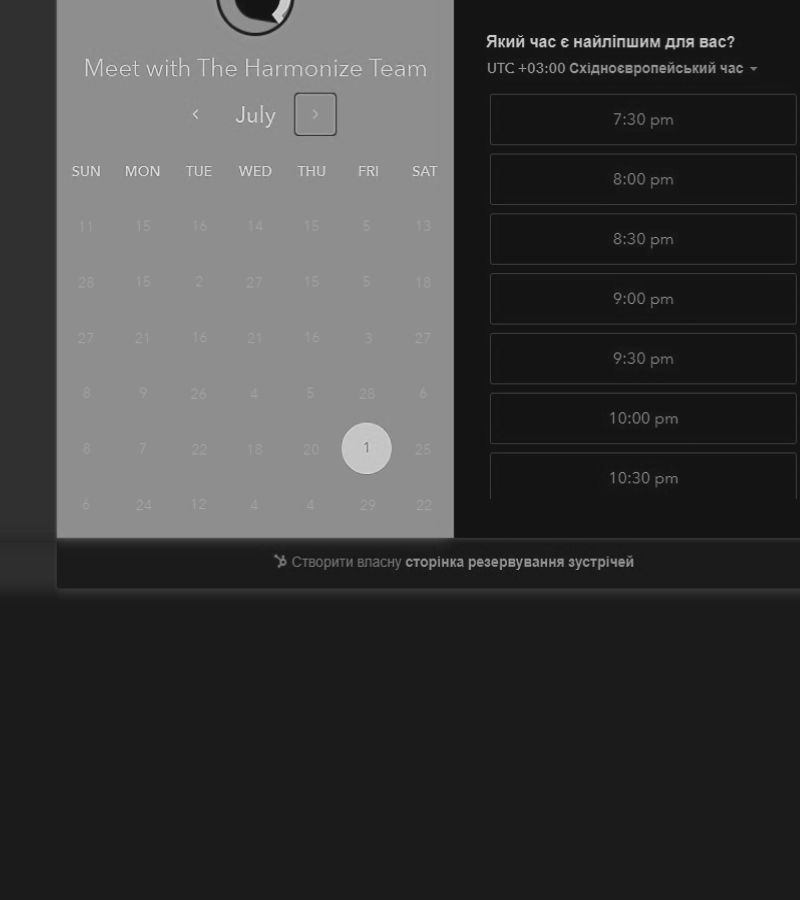 Meet with The Harmonize Team
July
SUN MON TUE WED THU FRI SAT
11 15 16 14 15 5 13
28 15 2 27 15 5 18
27 21 16 21 16 3 27
8 9 26 4 5 28 6
8 7 22 18 20 1 25
6 24 12 4 4 29 22
Який час є найліпшим для вас?
UTC +03:00 Східноєвропейський час
7:30 pm
8:00 pm
8:30 pm
9:00 pm
9:30 pm
10:00 pm
10:30 pm
Створити власну сторінка резервування зустрічей